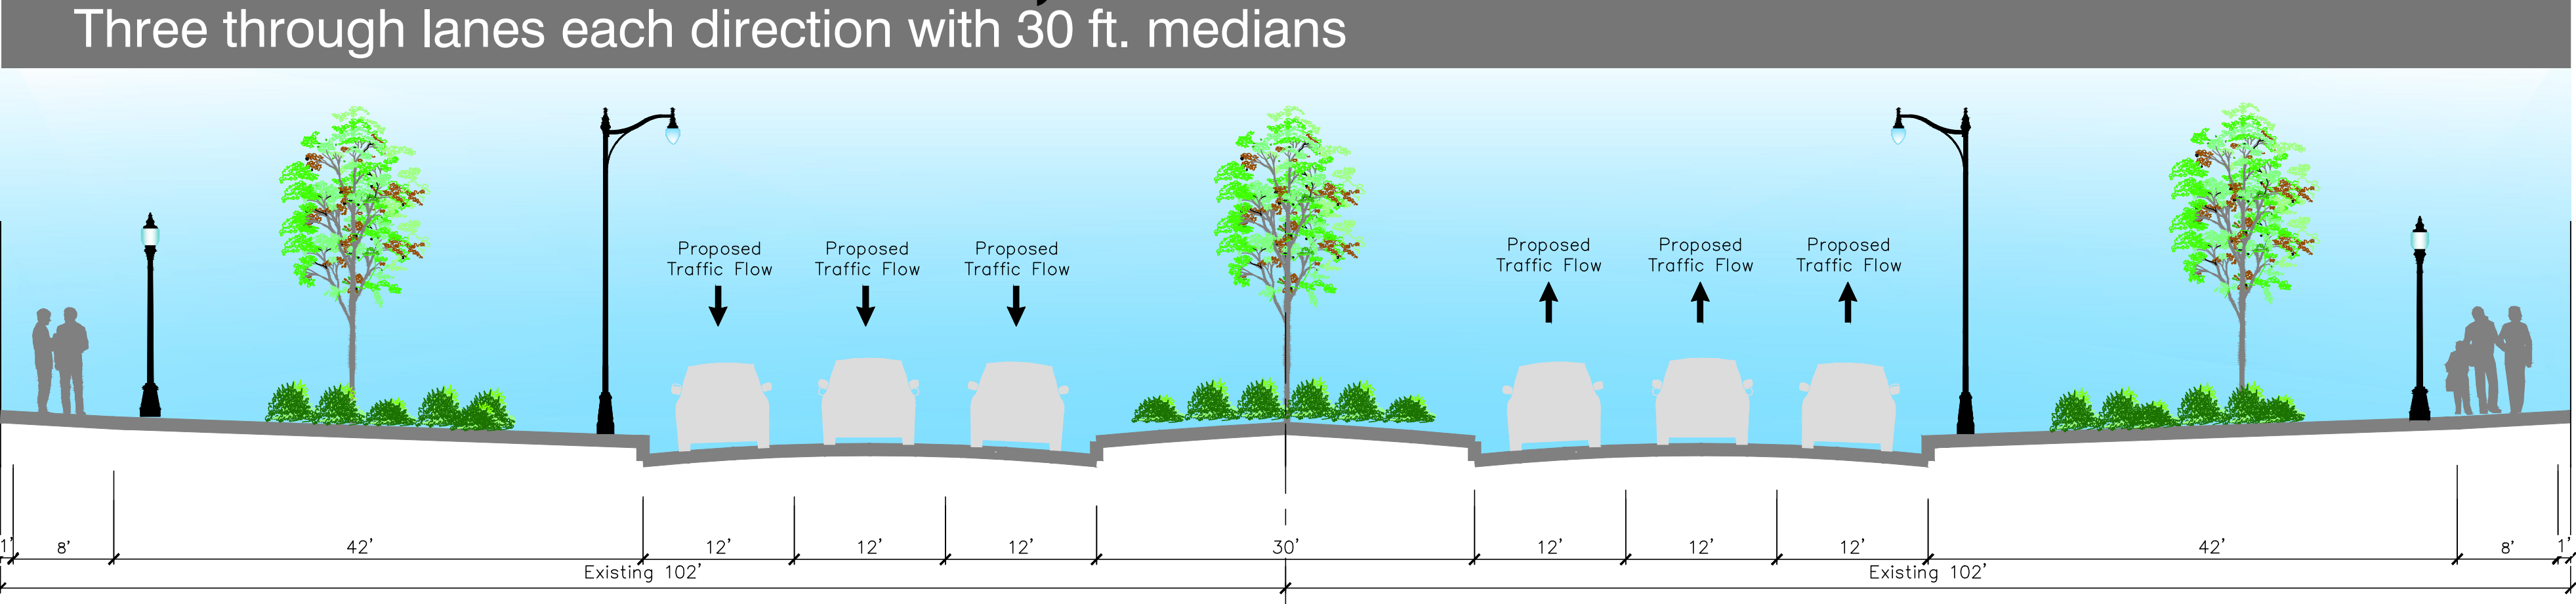 Three through lanes each direction with 30 ft. medians
Proposed
Traffic Flow
Proposed
Traffic Flow
Proposed
Traffic Flow
Proposed
Traffic Flow
Proposed
Traffic Flow
Proposed
Traffic Flow
1' 8' 42' 12' 12' 12' 30' 12' 12' 12' 42' 8' 1'
Existing 102' Existing 102'